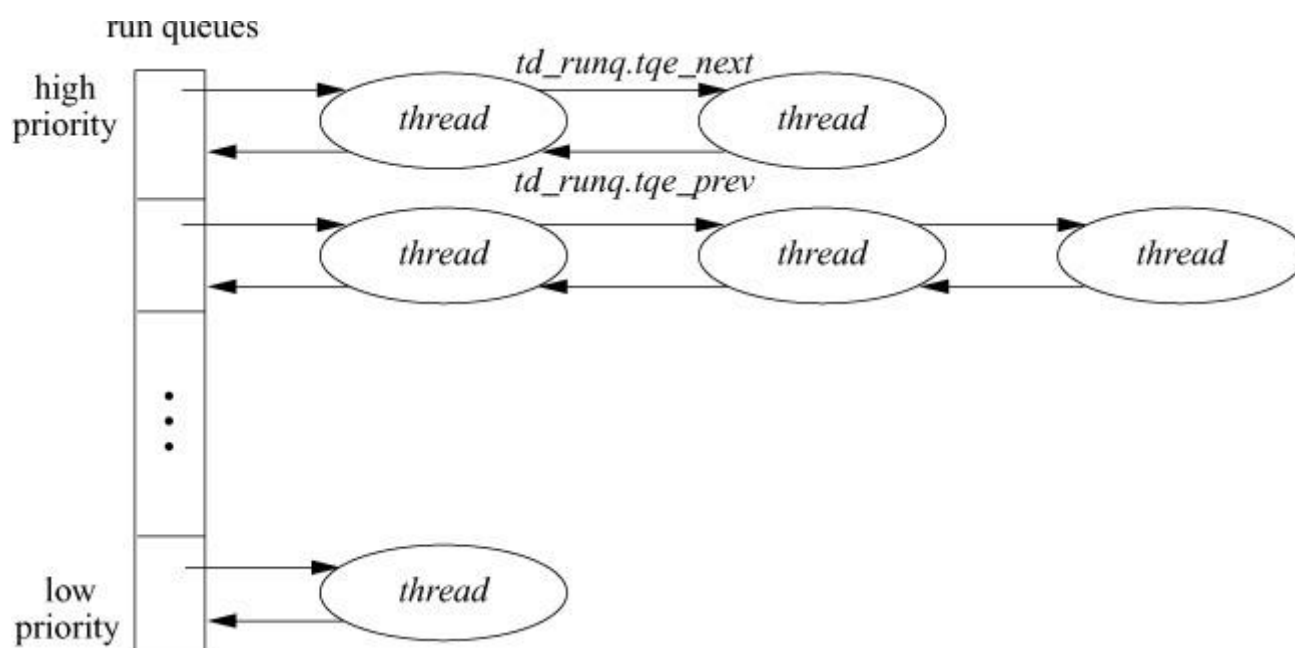 run queues
high
priority
td_runq.tqe_next
thread
thread
td_runq.tqe_prev
thread
thread
thread
low
priority
thread